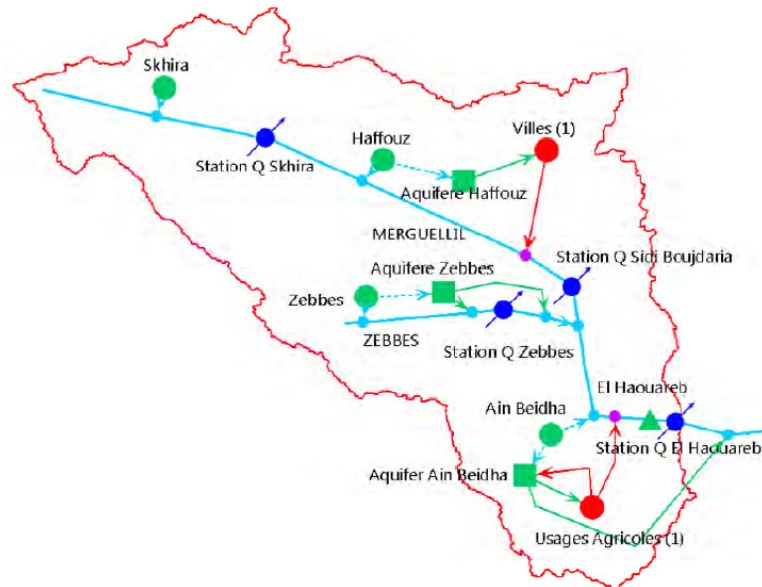 Skhira
Station Q Skhira
Haffouz
Villes (1)
Aquifere Haffouz
MERGUELLIL
Station Q Sidi Boujdaria
Aquifere Zebbes
Zebbes
ZEBBES
Station Q Zebbes
El Haouareb
Ain Beidha
Station Q El Haouareb
Aquifer Ain Beidha
Usages Agricoles (1)